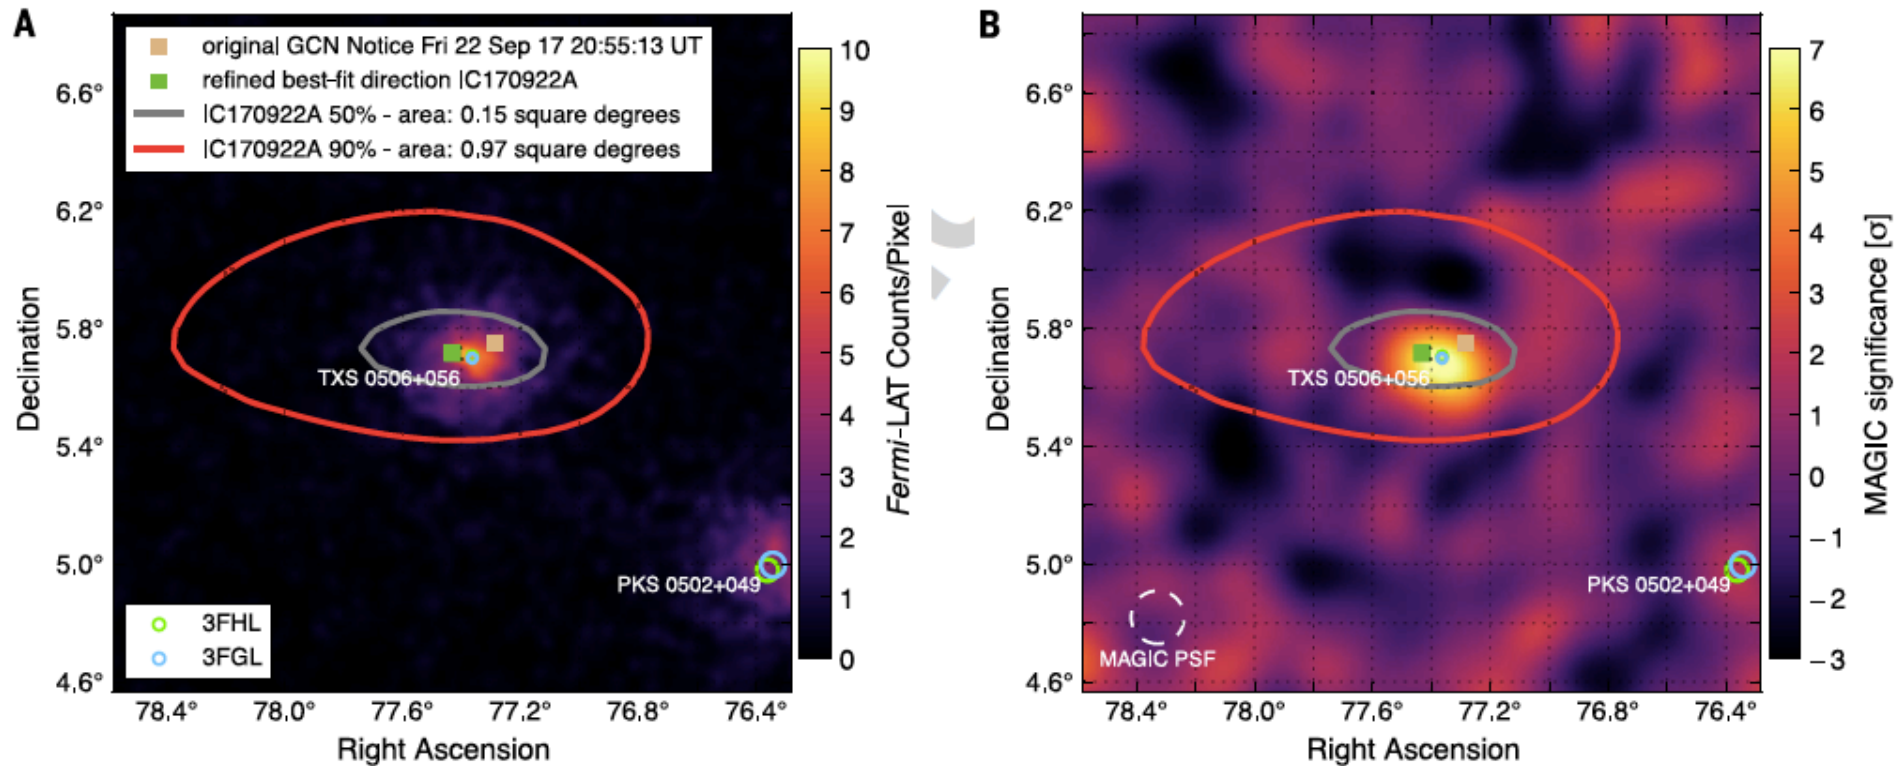 A
original GCN Notice Fri 22 Sep 17 20:55:13 UT
refined best-fit direction IC170922A
IC170922A 50% - area: 0.15 square degrees
IC170922A 90% - area: 0.97 square degrees
6.6°
6.2°
5.8°
5.4°
5.0°
4.6°
Declination
TXS 0506+056
PKS 0502+049
3FHL
3FGL
78.4°
78.0°
77.6°
77.2°
76.8°
76.4°
Right Ascension
10
9
8
7
6
5
4
3
2
1
0
Fermi-LAT Counts/Pixel
B
6.6°
6.2°
5.8°
5.4°
5.0°
4.6°
Declination
TXS 0506+056
PKS 0502+049
MAGIC PSF
78.4°
78.0°
77.6°
77.2°
76.8°
76.4°
Right Ascension
7
6
5
4
3
2
1
0
−1
−2
−3
MAGIC significance [σ]